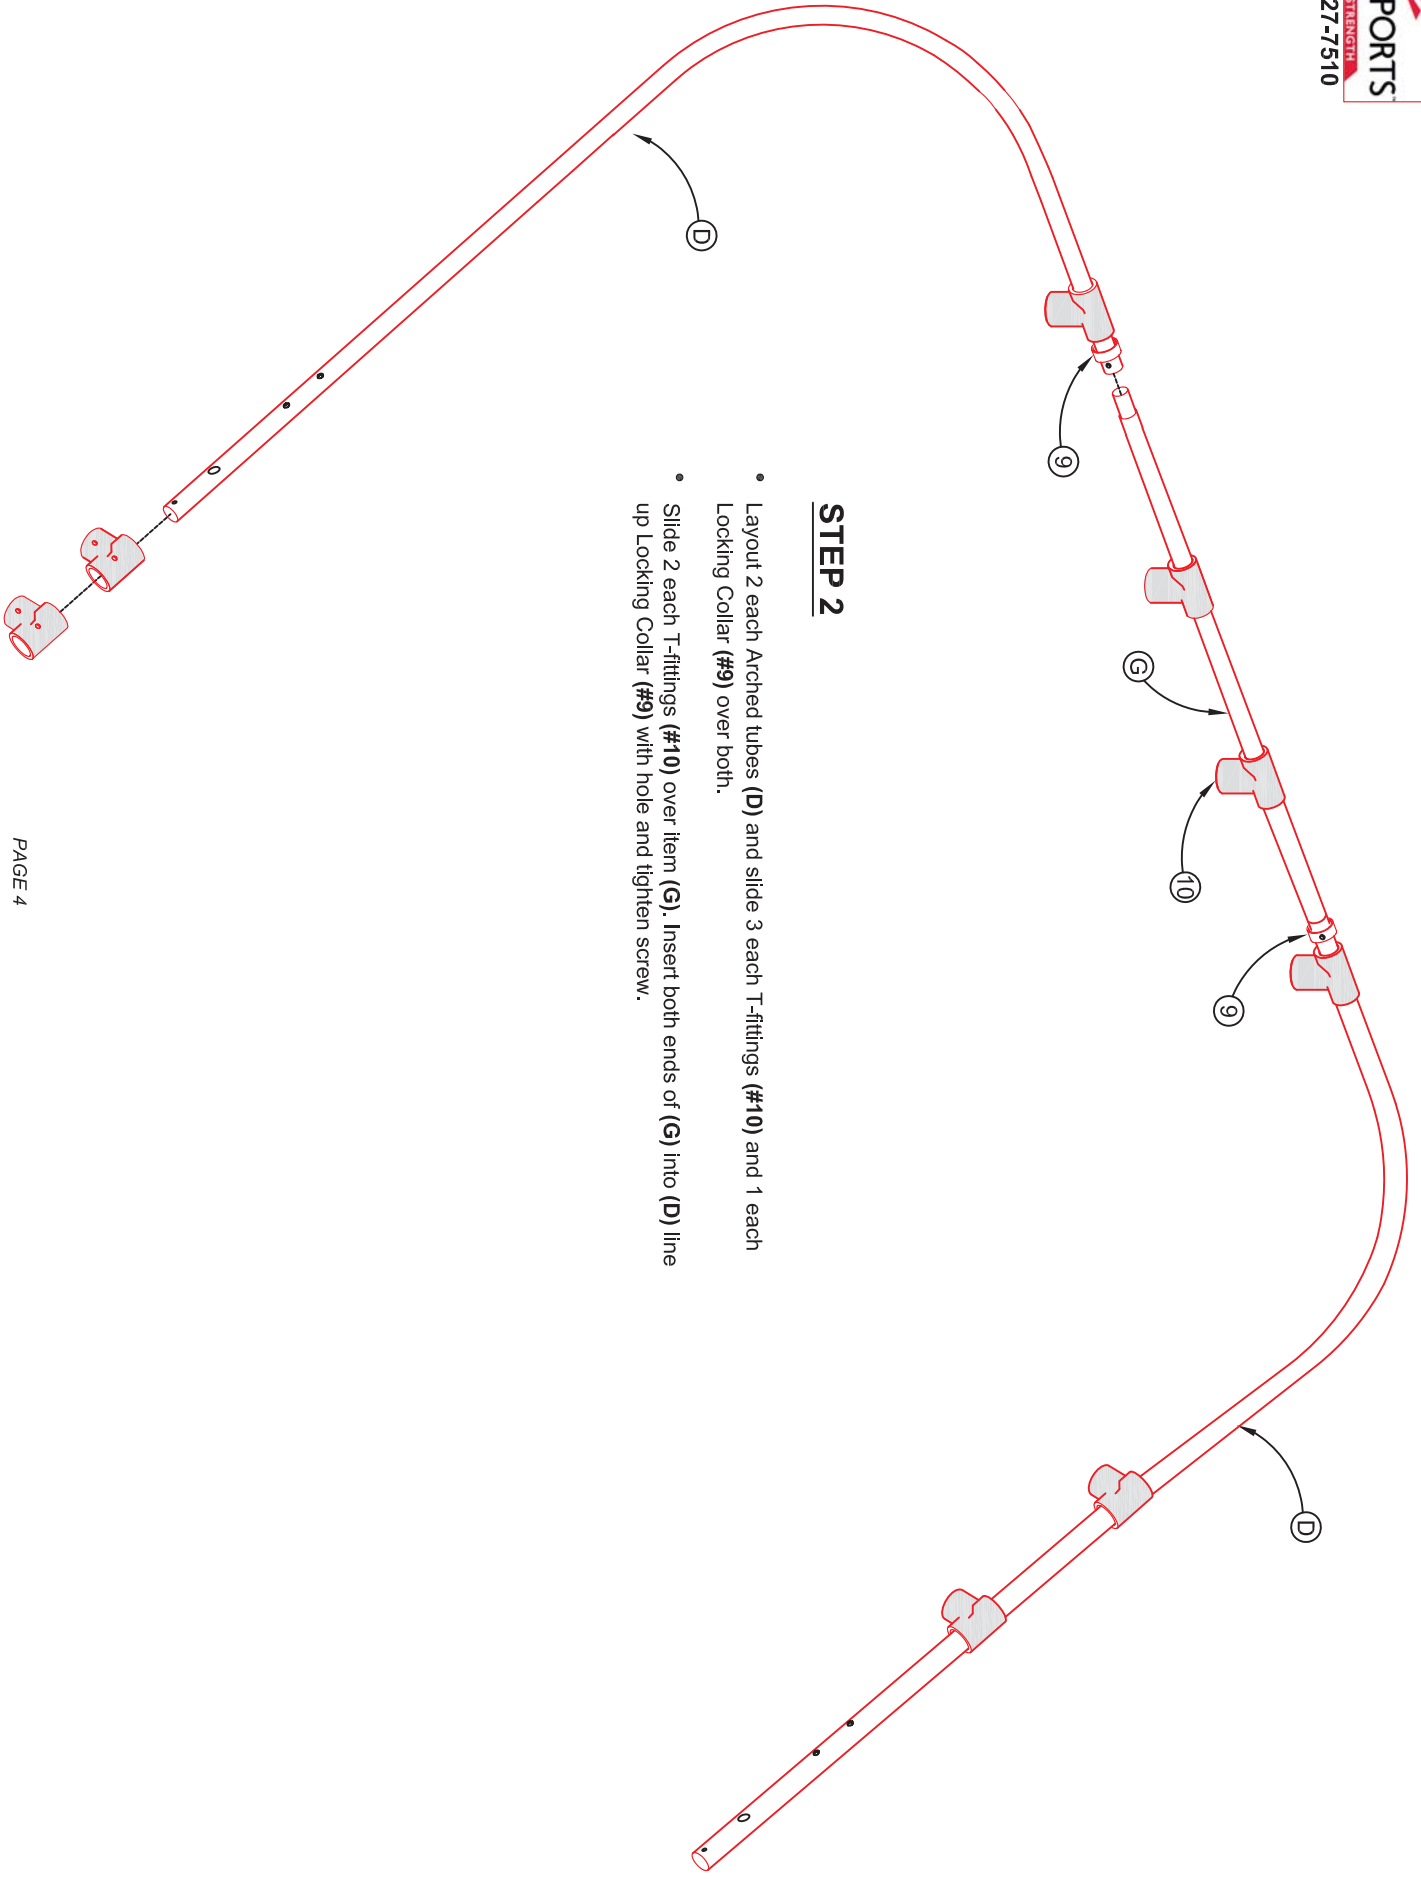 PORTS
STRENGTH
27-7510
D
9
G
10
9
D
STEP 2
• Layout 2 each Arched tubes (D) and slide 3 each T-fittings (#10) and 1 each
Locking Collar (#9) over both.
• Slide 2 each T-fittings (#10) over item (G). Insert both ends of (G) into (D) line
up Locking Collar (#9) with hole and tighten screw.
PAGE 4